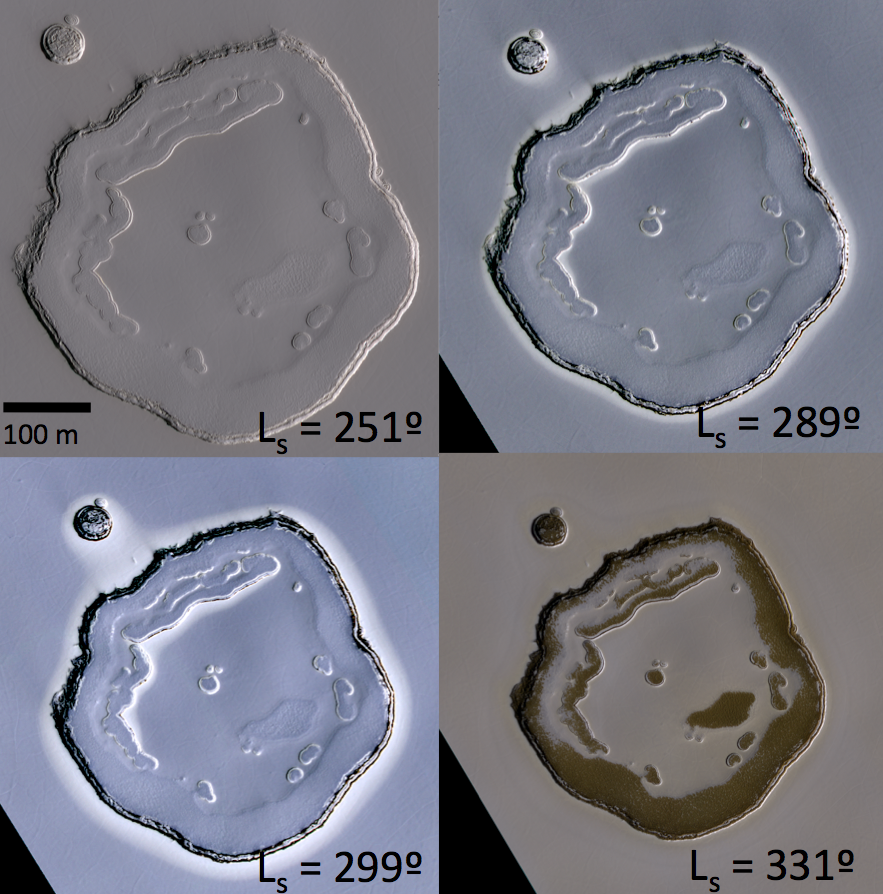 Ls = 251º
100 m
Ls = 289º
Ls = 299º
Ls = 331º